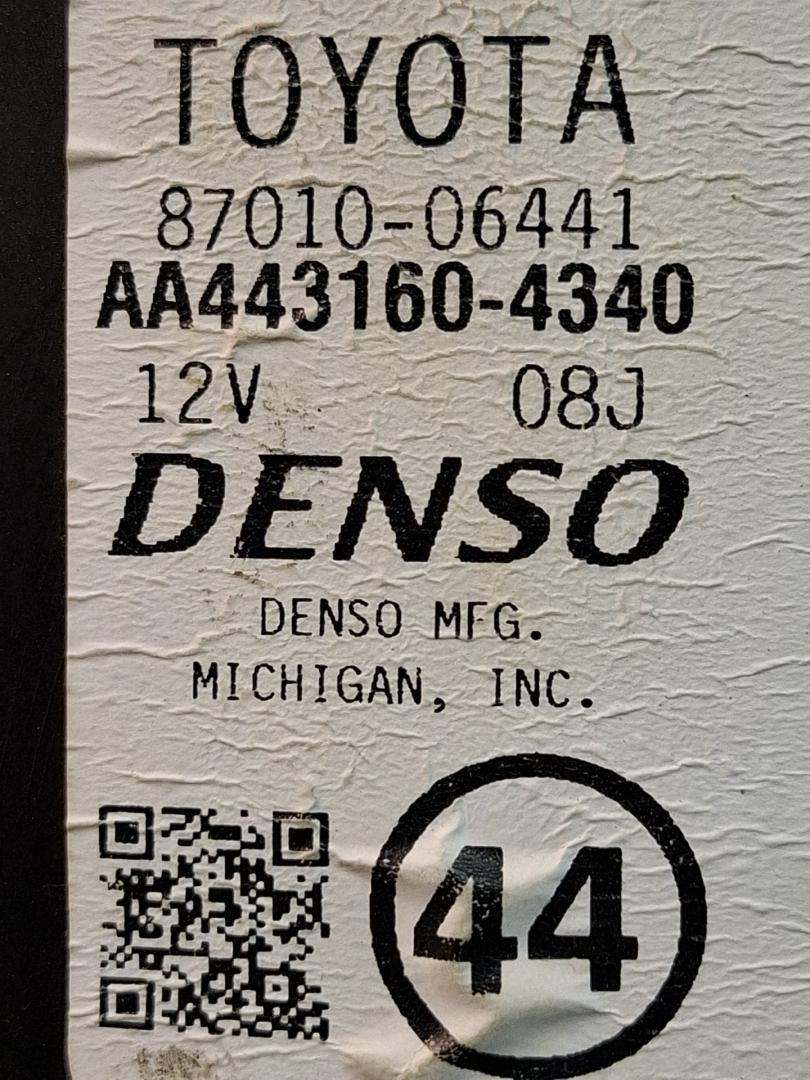 TOYOTA
87010-06441
AA443160-4340
12V 08J
DENSO
DENSO MFG.
MICHIGAN, INC.
44